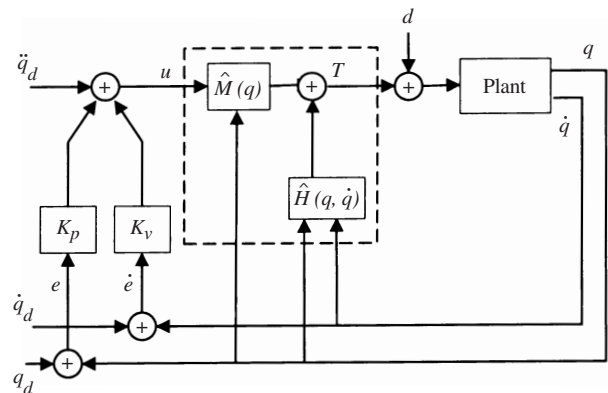 d
q̈_d
u
M̂ (q)
T
Plant
q
q̇
Ĥ (q, q̇)
K_p
K_v
e
ė
q̇_d
q_d
+
+
+
+
+